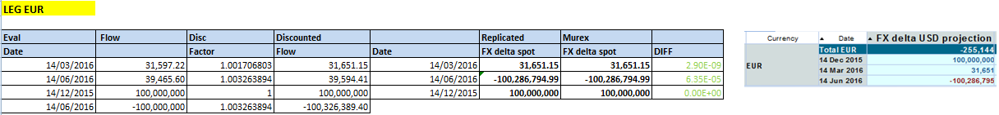 LEG EUR
Eval Flow Disc Discounted Replicated Murex
Date Factor Flow Date FX delta spot FX delta spot DIFF
14/03/2016 31,597.22 1.001706803 31,651.15 14/03/2016 31,651.15 31,651.15 2.90E-09
14/06/2016 39,465.60 1.003263894 39,594.41 14/06/2016 -100,286,794.99 -100,286,794.99 6.35E-05
14/12/2015 100,000,000 1 100,000,000 14/12/2015 100,000,000 100,000,000 0.00E+00
14/06/2016 -100,000,000 1.003263894 -100,326,389.40
Currency Date FX delta USD projection
Total EUR -255,144
EUR
14 Dec 2015 100,000,000
14 Mar 2016 31,651
14 Jun 2016 -100,286,795